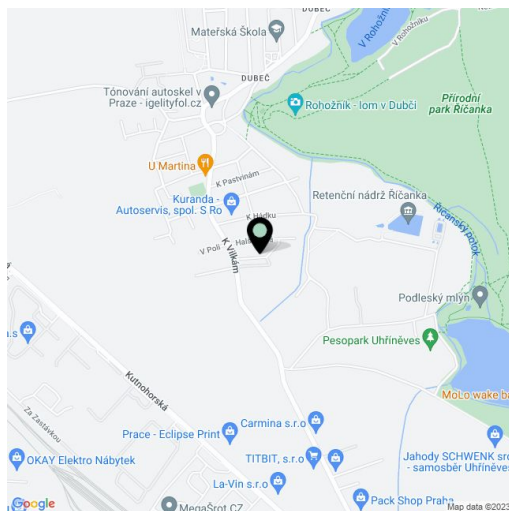 DUBEČ
Mateřská Škola
DUBEČ
V Rohožníku
V Rohožníku
Tónování autoskel v
Praze - igelityfol.cz
Rohožník - lom v Dubči
Přírodní
park Říčanka
U Martina
K Pastvinám
Kuranda -
Autoservis, spol. S Ro
Retenční nádrž Říčanka
K Hádku
V Poli
K Vilkám
Říčanský potok
Podleský mlýn
a.s
Pesopark Uhříněves
Kutnohorská
MoLo wake ba
Za Zastávkou
Carmina s.r.o
Prace - Eclipse Print
TITBIT, s.r.o
Jahody SCHWENK src
- samosběr Uhříněves
OKAY Elektro Nábytek
La-Vin s.r.o
Pack Shop Praha
MegaŠrot CZ
Google
Map data ©2023